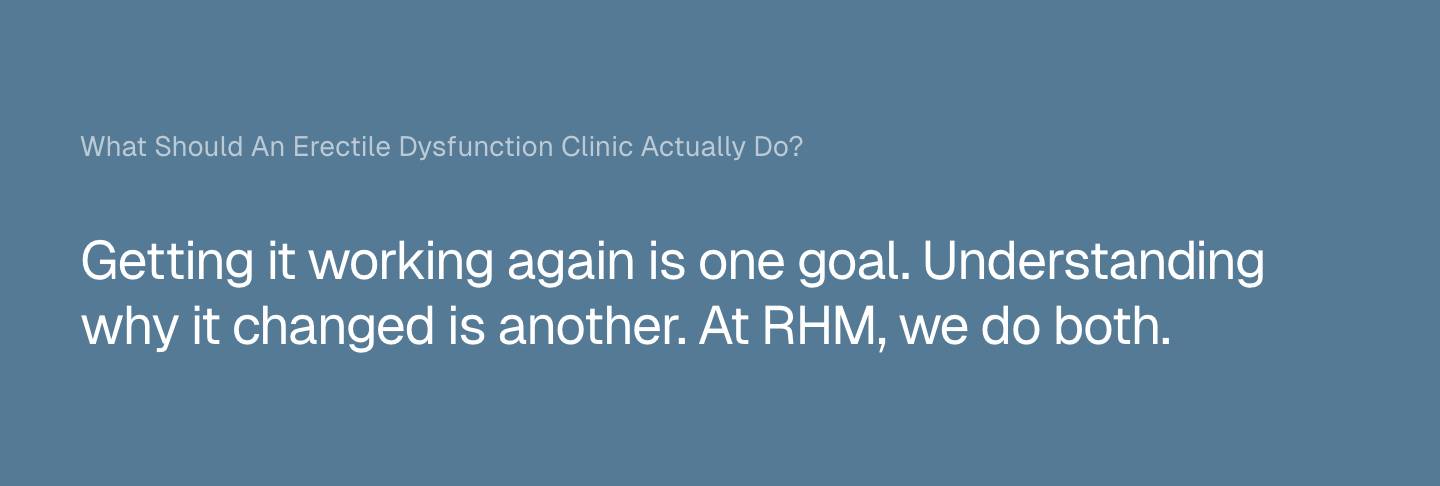 What Should An Erectile Dysfunction Clinic Actually Do?
Getting it working again is one goal. Understanding
why it changed is another. At RHM, we do both.